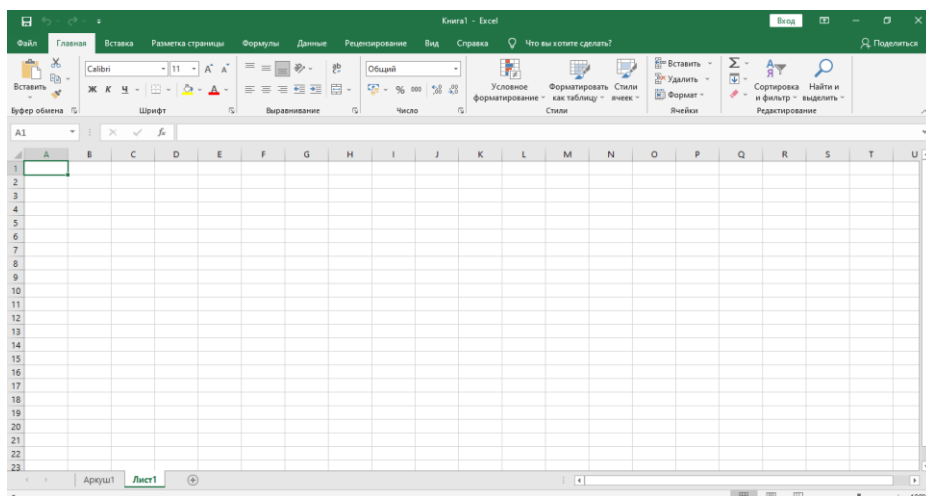 Книга1 - Excel
Вход
Файл Главная Вставка Разметка страницы Формулы Данные Рецензирование Вид Справка Что вы хотите сделать? Поделиться
Вставить
Calibri 11
Ж К Ч
Общий
% 000
Условное форматирование
Форматировать как таблицу
Стили ячеек
Вставить
Удалить
Формат
Сортировка и фильтр
Найти и выделить
Буфер обмена Шрифт Выравнивание Число Стили Ячейки Редактирование
A1 fx
A B C D E F G H I J K L M N O P Q R S T U
1
2
3
4
5
6
7
8
9
10
11
12
13
14
15
16
17
18
19
20
21
22
23
Аркуш1 Лист1